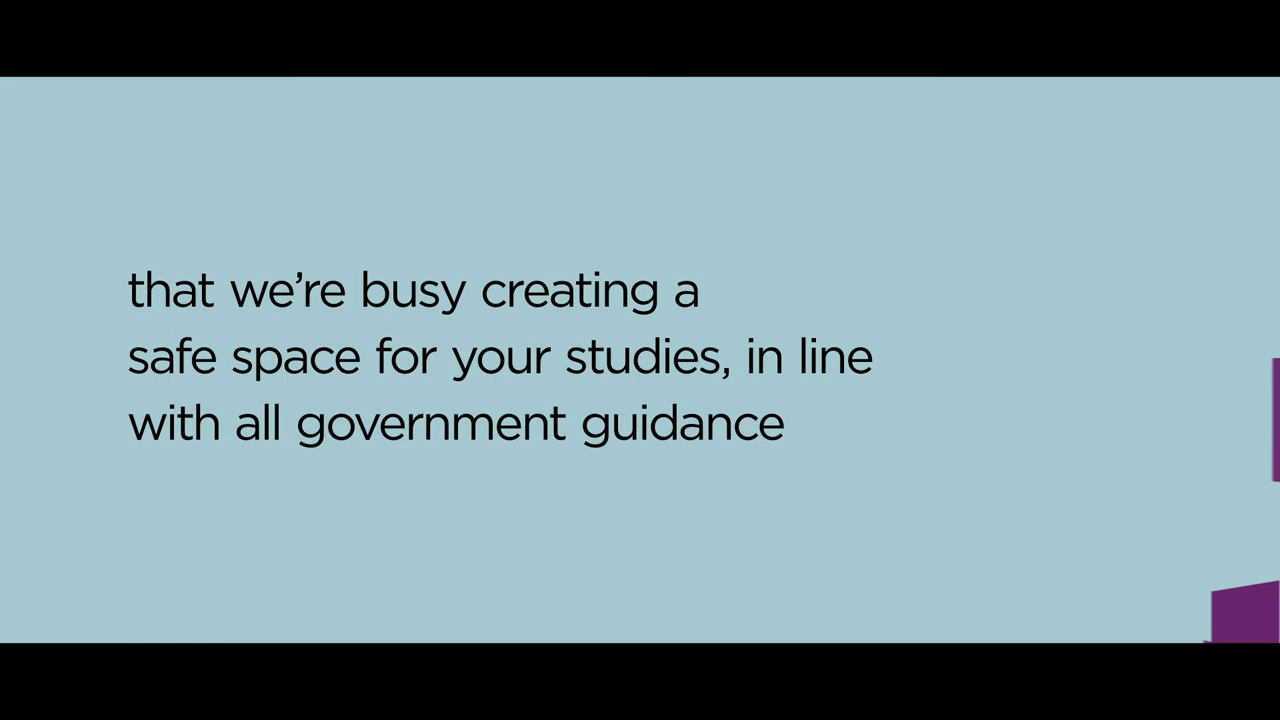 that we’re busy creating a
safe space for your studies, in line
with all government guidance